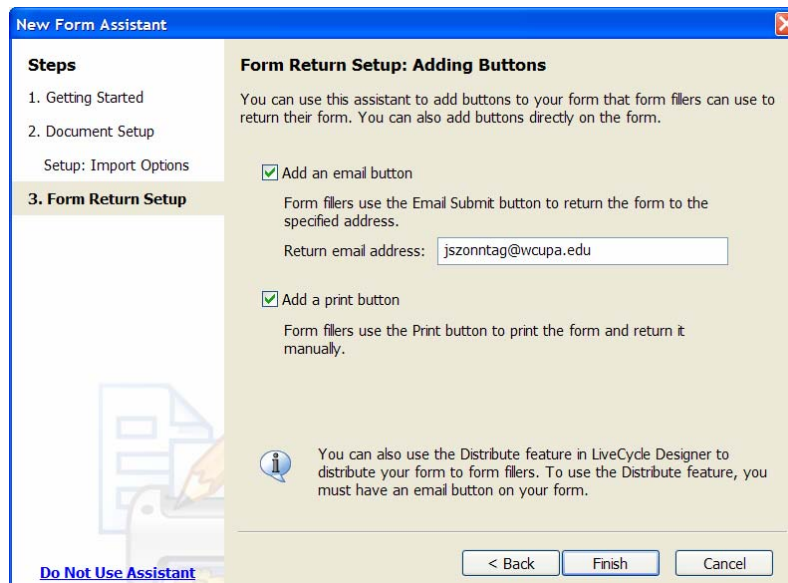 New Form Assistant
Steps
1. Getting Started
2. Document Setup
Setup: Import Options
3. Form Return Setup
Do Not Use Assistant
Form Return Setup: Adding Buttons
You can use this assistant to add buttons to your form that form fillers can use to
return their form. You can also add buttons directly on the form.
Add an email button
Form fillers use the Email Submit button to return the form to the
specified address.
Return email address: jszonntag@wcupa.edu
Add a print button
Form fillers use the Print button to print the form and return it
manually.
You can also use the Distribute feature in LiveCycle Designer to
distribute your form to form fillers. To use the Distribute feature, you
must have an email button on your form.
< Back Finish Cancel